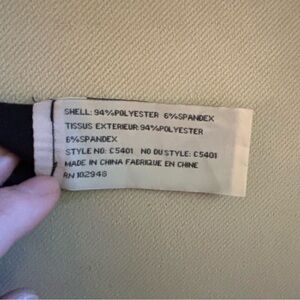 SHELL: 94%POLYESTER 6%SPANDEX
TISSUS EXTERIEUR: 94%POLYESTER
6%SPANDEX
STYLE NO: C5401 NO DU STYLE: C5401
MADE IN CHINA FABRIQUE EN CHINE
RN 102948